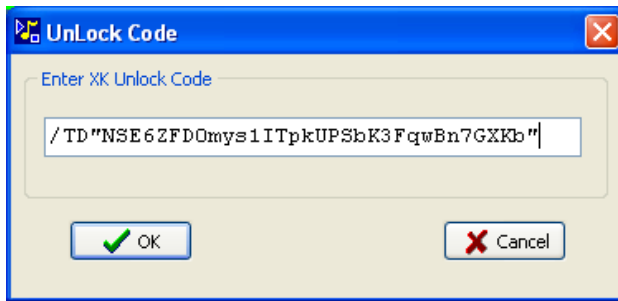 UnLock Code
Enter XK Unlock Code
/TD"NSE6ZFDOmys1ITpkUPSbK3FqwBn7GXKb"
OK Cancel